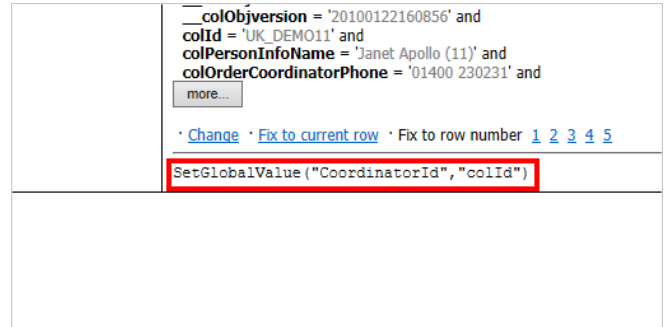 __colObjversion = '20100122160856' and
colId = 'UK_DEMO11' and
colPersonInfoName = 'Janet Apollo (11)' and
colOrderCoordinatorPhone = '01400 230231' and
more...
· Change · Fix to current row · Fix to row number 1 2 3 4 5
SetGlobalValue("CoordinatorId","colId")